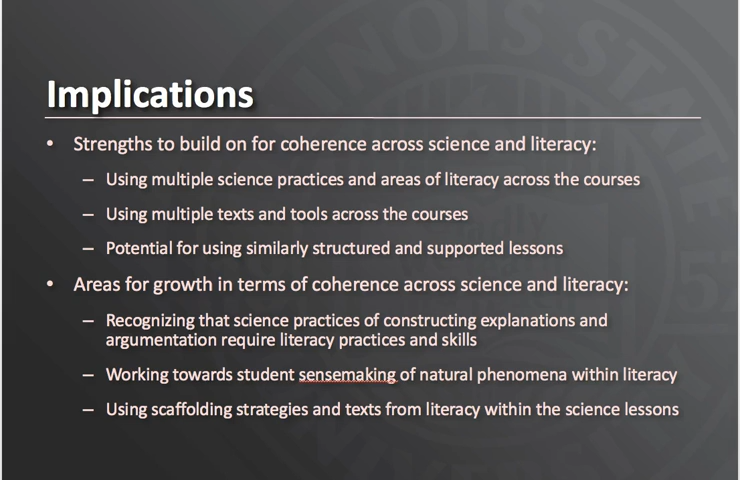 Implications
• Strengths to build on for coherence across science and literacy:
– Using multiple science practices and areas of literacy across the courses
– Using multiple texts and tools across the courses
– Potential for using similarly structured and supported lessons
• Areas for growth in terms of coherence across science and literacy:
– Recognizing that science practices of constructing explanations and
argumentation require literacy practices and skills
– Working towards student sensemaking of natural phenomena within literacy
– Using scaffolding strategies and texts from literacy within the science lessons